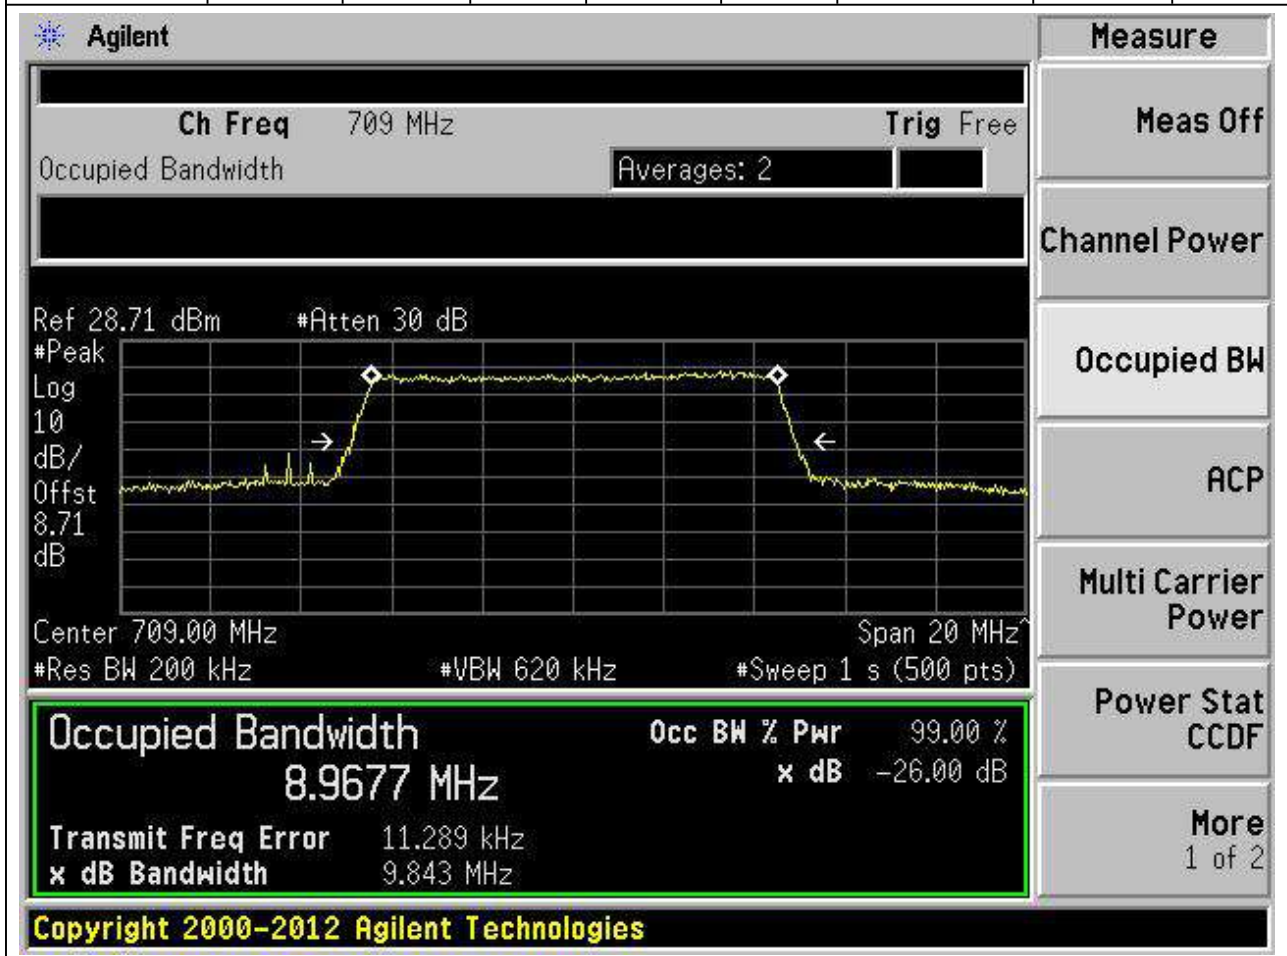 Agilent
Measure
Ch Freq 709 MHz Trig Free
Occupied Bandwidth Averages: 2
Meas Off
Channel Power
Occupied BW
ACP
Multi Carrier
Power
Power Stat
CCDF
More
1 of 2
Ref 28.71 dBm #Atten 30 dB
#Peak
Log
10
dB/
Offst
8.71
dB
Center 709.00 MHz Span 20 MHz^
#Res BW 200 kHz #VBW 620 kHz #Sweep 1 s (500 pts)
Occupied Bandwidth Occ BW % Pwr 99.00 %
8.9677 MHz x dB -26.00 dB
Transmit Freq Error 11.289 kHz
x dB Bandwidth 9.843 MHz
Copyright 2000-2012 Agilent Technologies